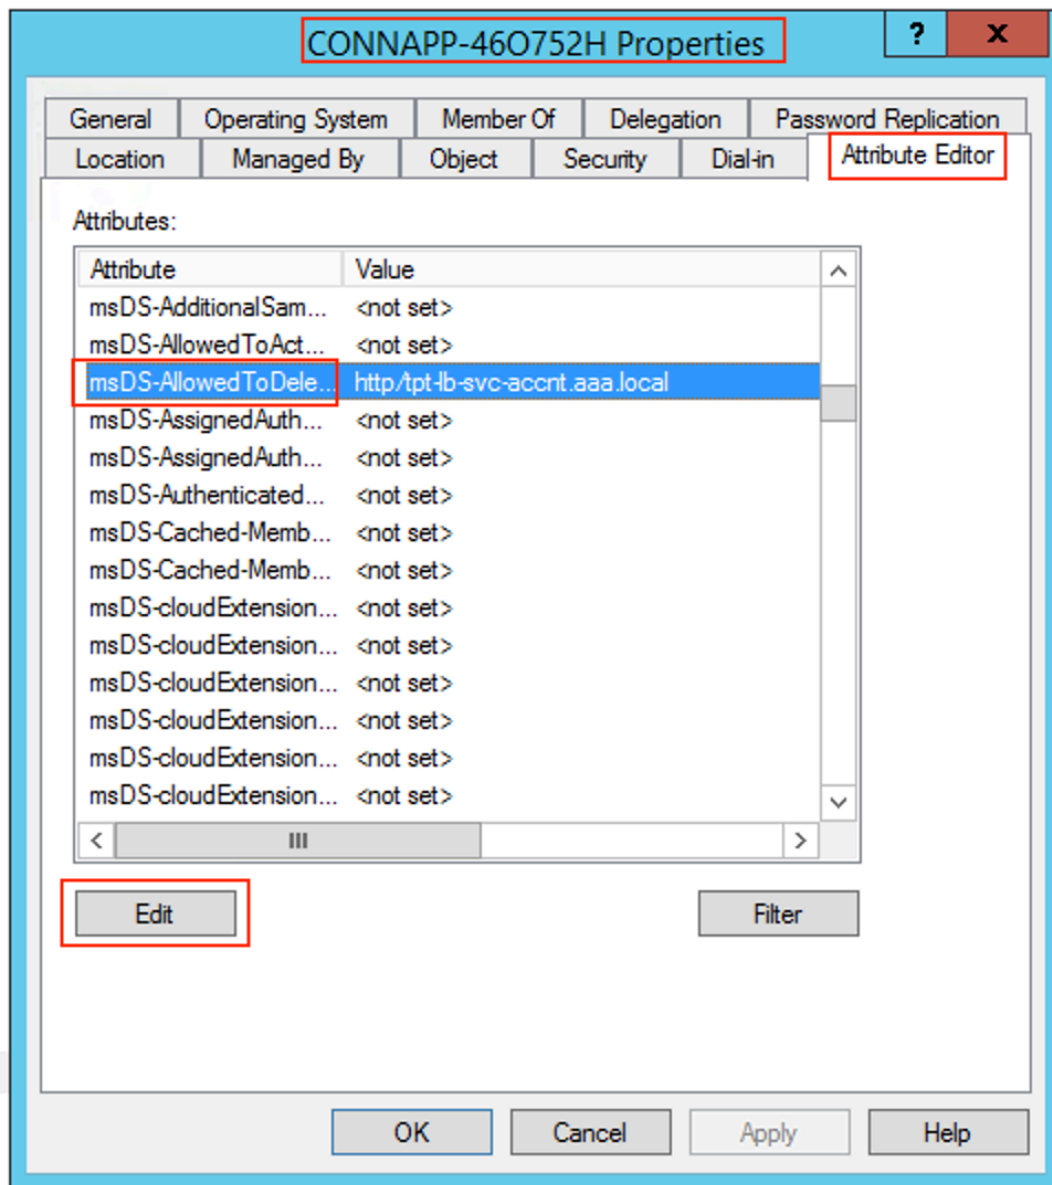 CONNAPP-46O752H Properties
? x
General Operating System Member Of Delegation Password Replication
Location Managed By Object Security Dial-in Attribute Editor
Attributes:
Attribute Value
msDS-AdditionalSam... <not set>
msDS-AllowedToAct... <not set>
msDS-AllowedToDele... http/tpt-lb-svc-accnt.aaa.local
msDS-AssignedAuth... <not set>
msDS-AssignedAuth... <not set>
msDS-Authenticated... <not set>
msDS-Cached-Memb... <not set>
msDS-Cached-Memb... <not set>
msDS-cloudExtension... <not set>
msDS-cloudExtension... <not set>
msDS-cloudExtension... <not set>
msDS-cloudExtension... <not set>
msDS-cloudExtension... <not set>
msDS-cloudExtension... <not set>
Edit Filter
OK Cancel Apply Help